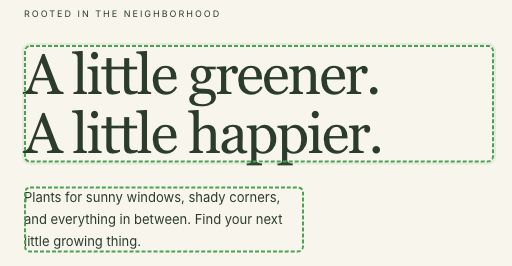 ROOTED IN THE NEIGHBORHOOD
A little greener.
A little happier.
Plants for sunny windows, shady corners,
and everything in between. Find your next
little growing thing.